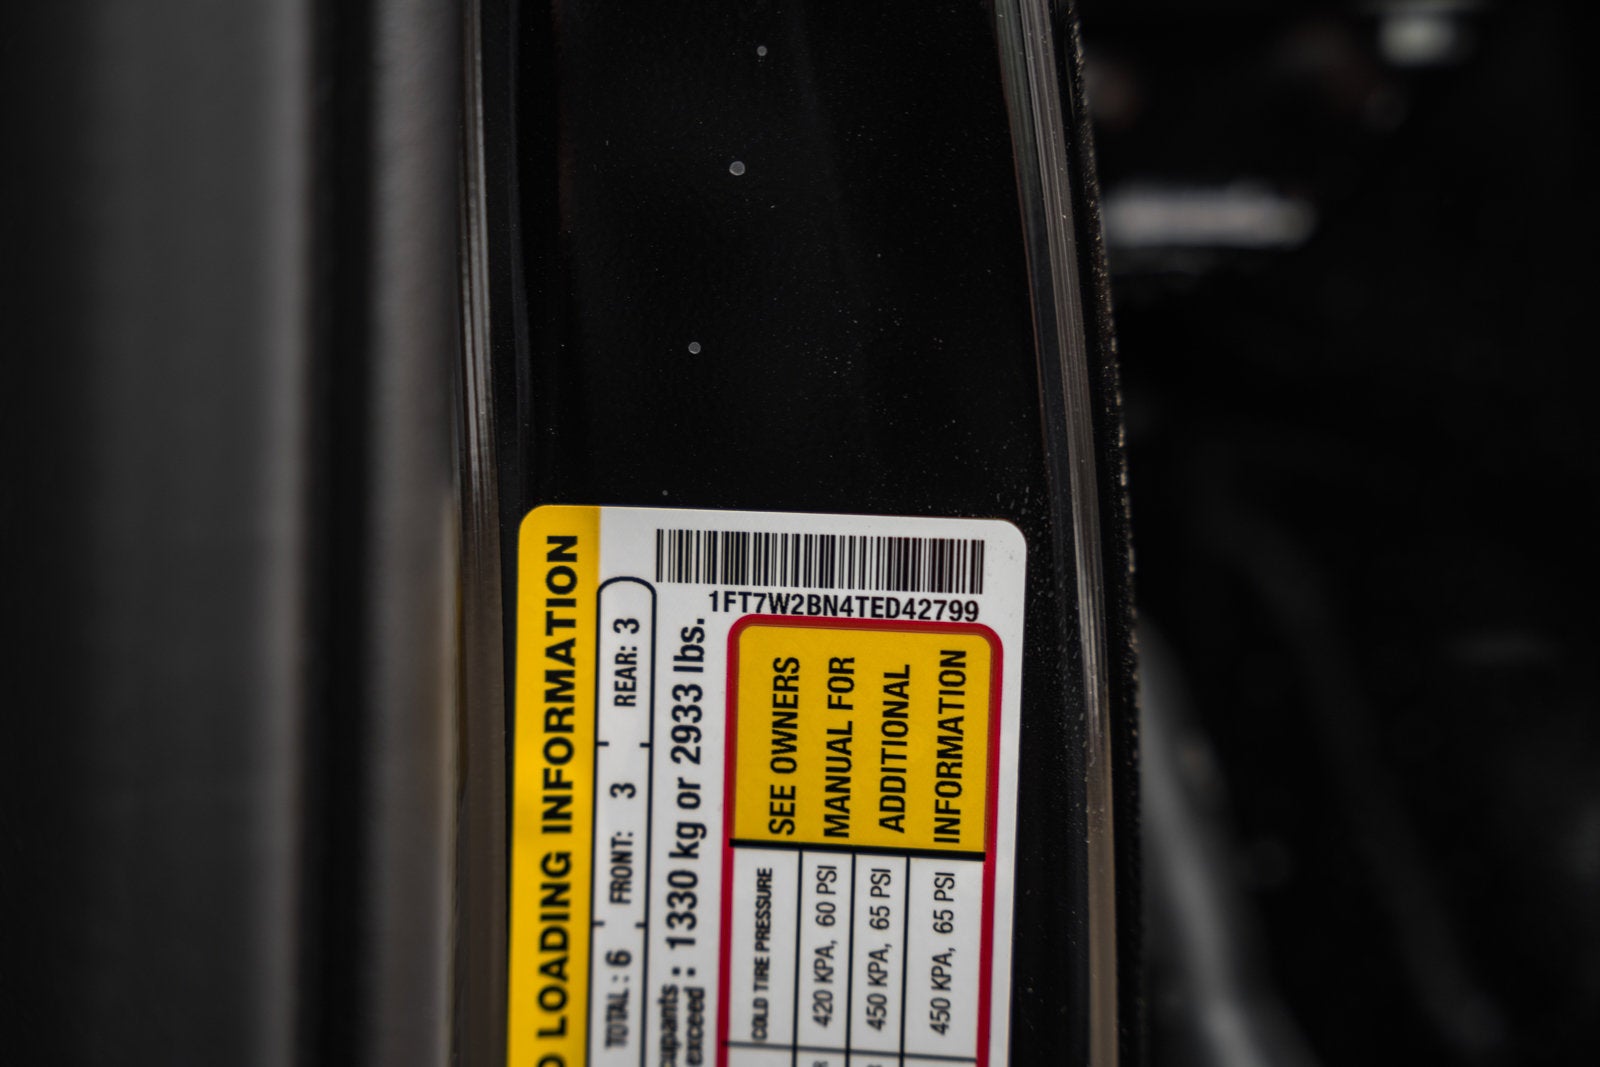 1FT7W2BN4TED42799
LOADING INFORMATION
TOTAL : 6 FRONT: 3 REAR: 3
: 1330 kg or 2933 lbs.
exceed
COLD TIRE PRESSURE
420 KPA, 60 PSI
450 KPA, 65 PSI
450 KPA, 65 PSI
SEE OWNERS
MANUAL FOR
ADDITIONAL
INFORMATION